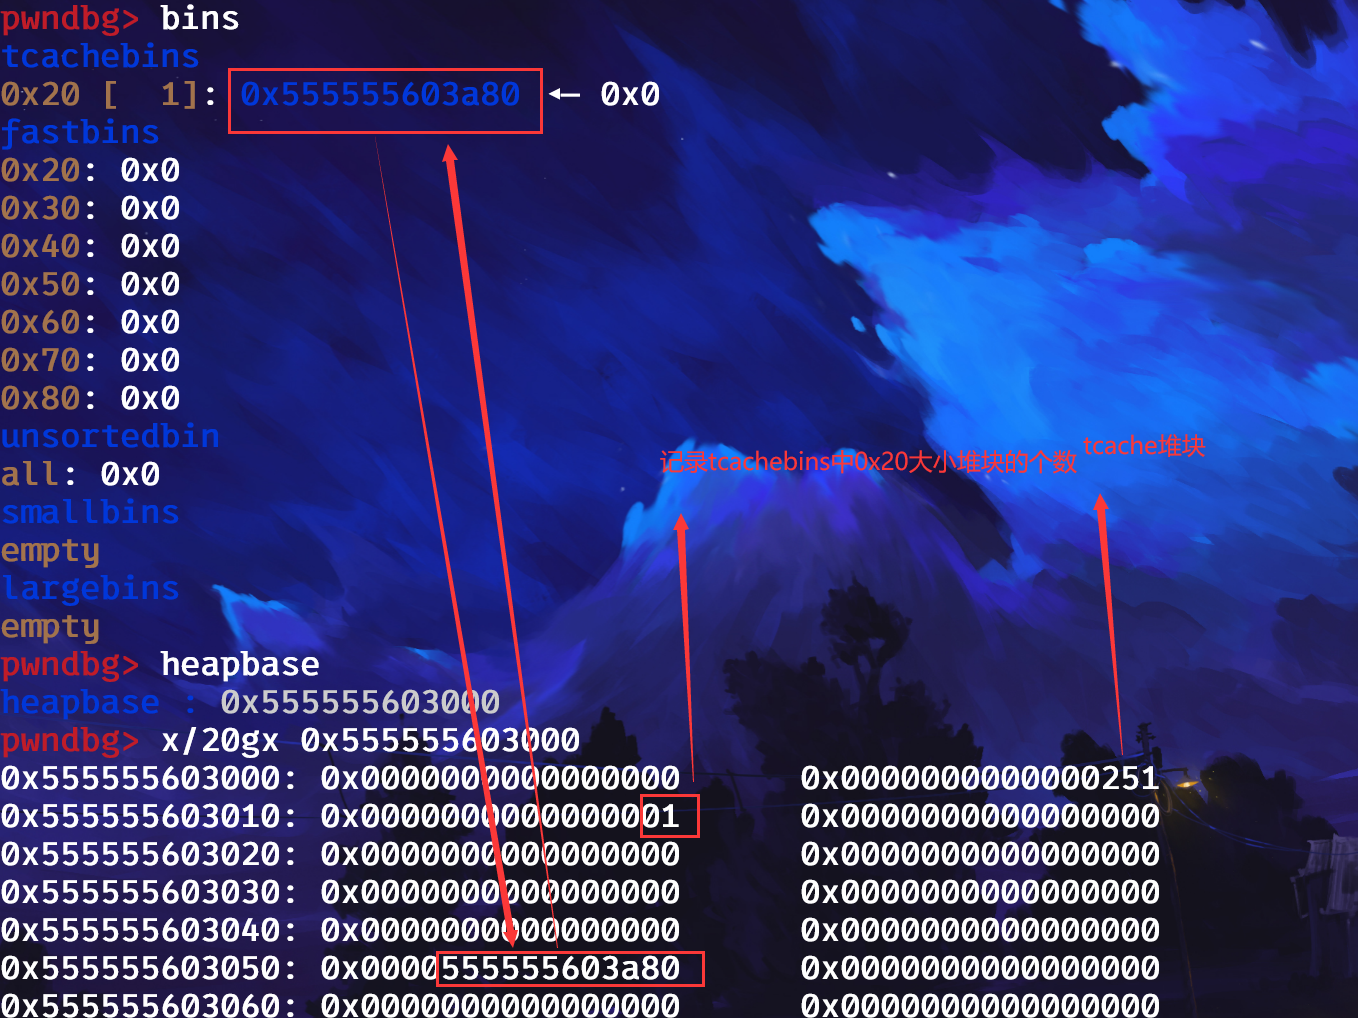 pwndbg> bins
tcachebins
0x20 [  1]: 0x555555603a80 ◂— 0x0
fastbins
0x20: 0x0
0x30: 0x0
0x40: 0x0
0x50: 0x0
0x60: 0x0
0x70: 0x0
0x80: 0x0
unsortedbin
all: 0x0
记录tcachebins中0x20大小堆块的个数
tcache堆块
smallbins
empty
largebins
empty
pwndbg> heapbase
heapbase : 0x555555603000
pwndbg> x/20gx 0x555555603000
0x555555603000: 0x0000000000000000 0x0000000000000251
0x555555603010: 0x0000000000000001 0x0000000000000000
0x555555603020: 0x0000000000000000 0x0000000000000000
0x555555603030: 0x0000000000000000 0x0000000000000000
0x555555603040: 0x0000000000000000 0x0000000000000000
0x555555603050: 0x0000555555603a80 0x0000000000000000
0x555555603060: 0x0000000000000000 0x0000000000000000